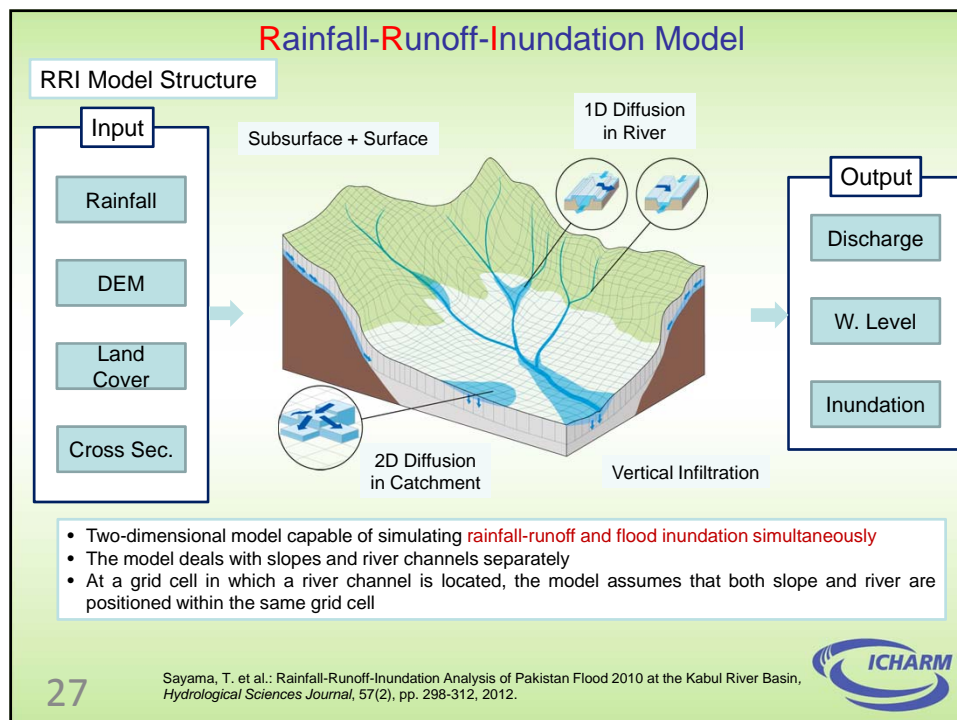 Rainfall-Runoff-Inundation Model
RRI Model Structure
Input
Rainfall
DEM
Land
Cover
Cross Sec.
Subsurface + Surface
1D Diffusion
in River
2D Diffusion
in Catchment
Vertical Infiltration
Output
Discharge
W. Level
Inundation
• Two-dimensional model capable of simulating rainfall-runoff and flood inundation simultaneously
• The model deals with slopes and river channels separately
• At a grid cell in which a river channel is located, the model assumes that both slope and river are
positioned within the same grid cell
27
Sayama, T. et al.: Rainfall-Runoff-Inundation Analysis of Pakistan Flood 2010 at the Kabul River Basin,
Hydrological Sciences Journal, 57(2), pp. 298-312, 2012.
ICHARM